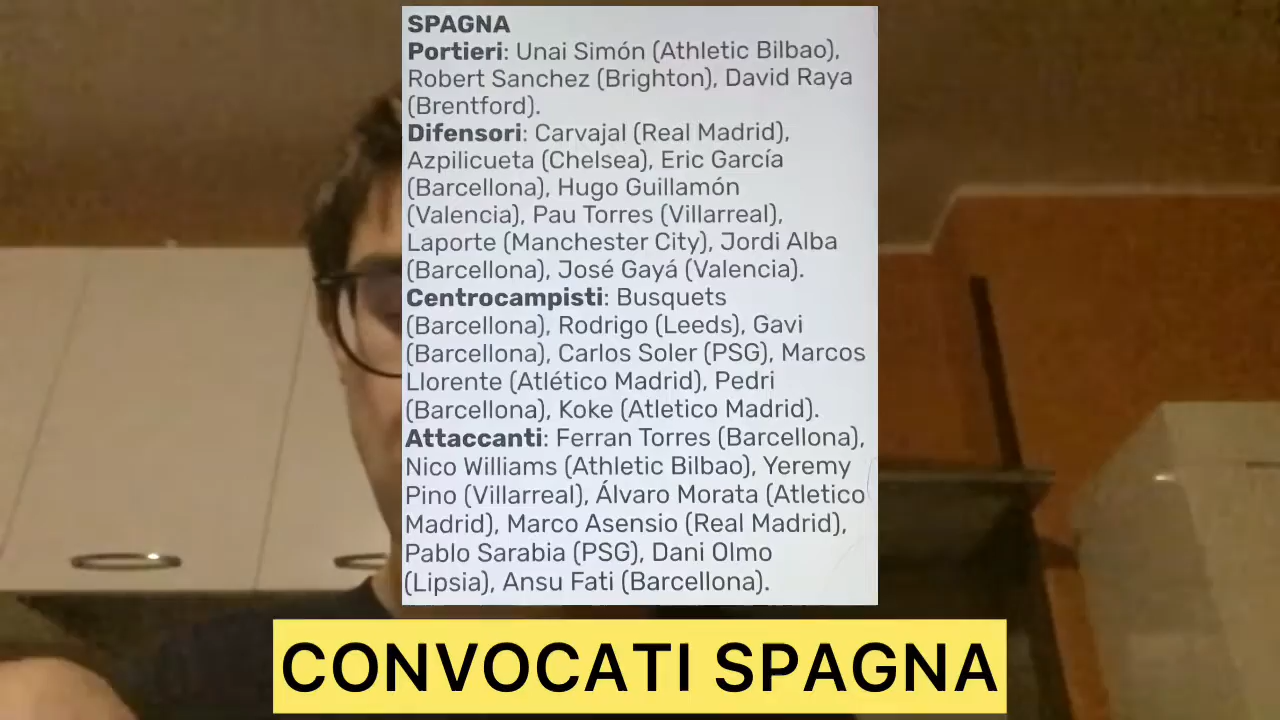 SPAGNA
Portieri: Unai Simón (Athletic Bilbao),
Robert Sanchez (Brighton), David Raya
(Brentford).
Difensori: Carvajal (Real Madrid),
Azpilicueta (Chelsea), Eric García
(Barcellona), Hugo Guillamón
(Valencia), Pau Torres (Villarreal),
Laporte (Manchester City), Jordi Alba
(Barcellona), José Gayá (Valencia).
Centrocampisti: Busquets
(Barcellona), Rodrigo (Leeds), Gavi
(Barcellona), Carlos Soler (PSG), Marcos
Llorente (Atlético Madrid), Pedri
(Barcellona), Koke (Atletico Madrid).
Attaccanti: Ferran Torres (Barcellona),
Nico Williams (Athletic Bilbao), Yeremy
Pino (Villarreal), Álvaro Morata (Atletico
Madrid), Marco Asensio (Real Madrid),
Pablo Sarabia (PSG), Dani Olmo
(Lipsia), Ansu Fati (Barcellona).
CONVOCATI SPAGNA